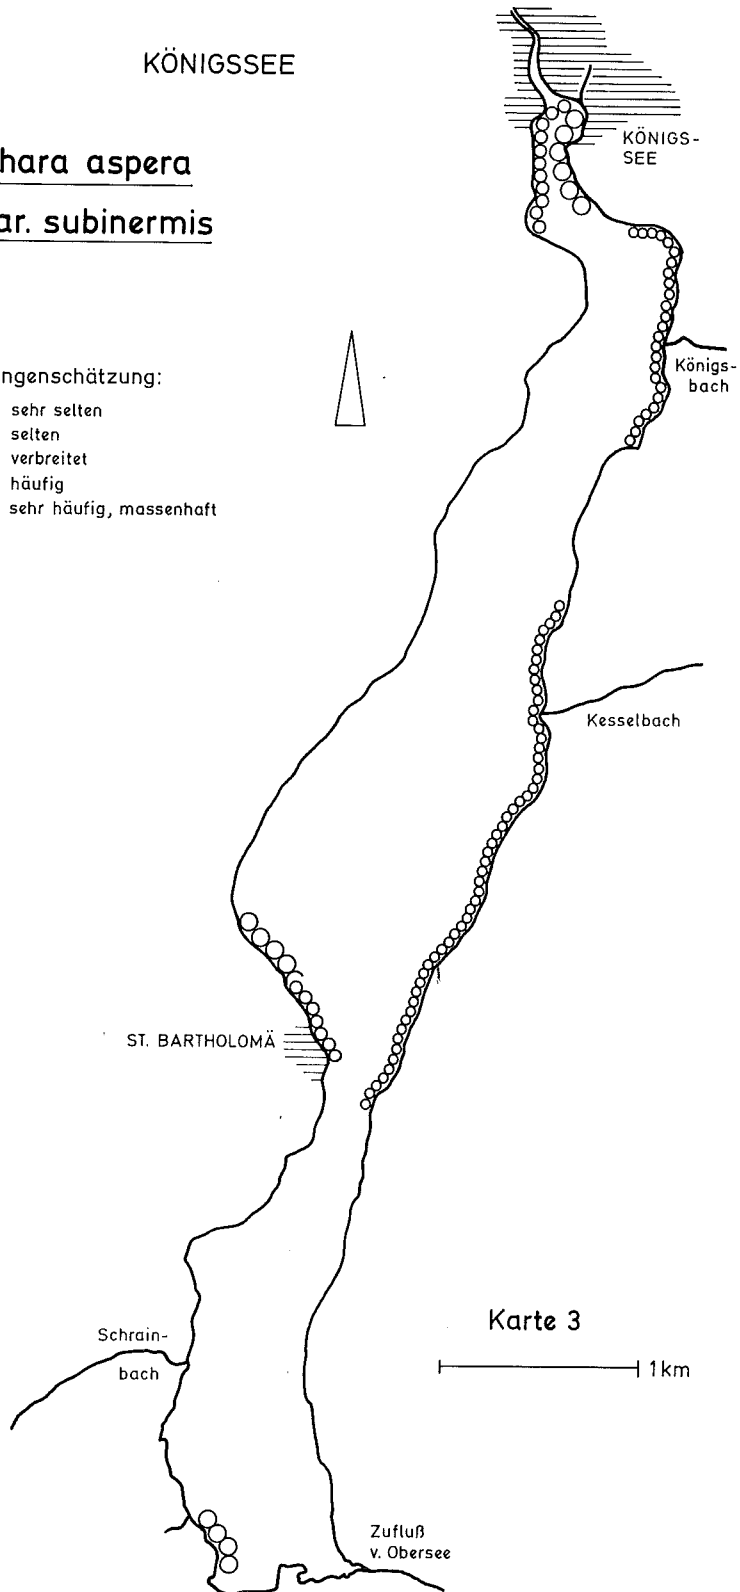 KÖNIGSSEE
hara aspera
ar. subinermis
KÖNIGS-
SEE
Königs-
bach
ngenschätzung:
sehr selten
selten
verbreitet
häufig
sehr häufig, massenhaft
Kesselbach
ST. BARTHOLOMÄ
Karte 3
1km
Schrain-
bach
Zufluß
v. Obersee